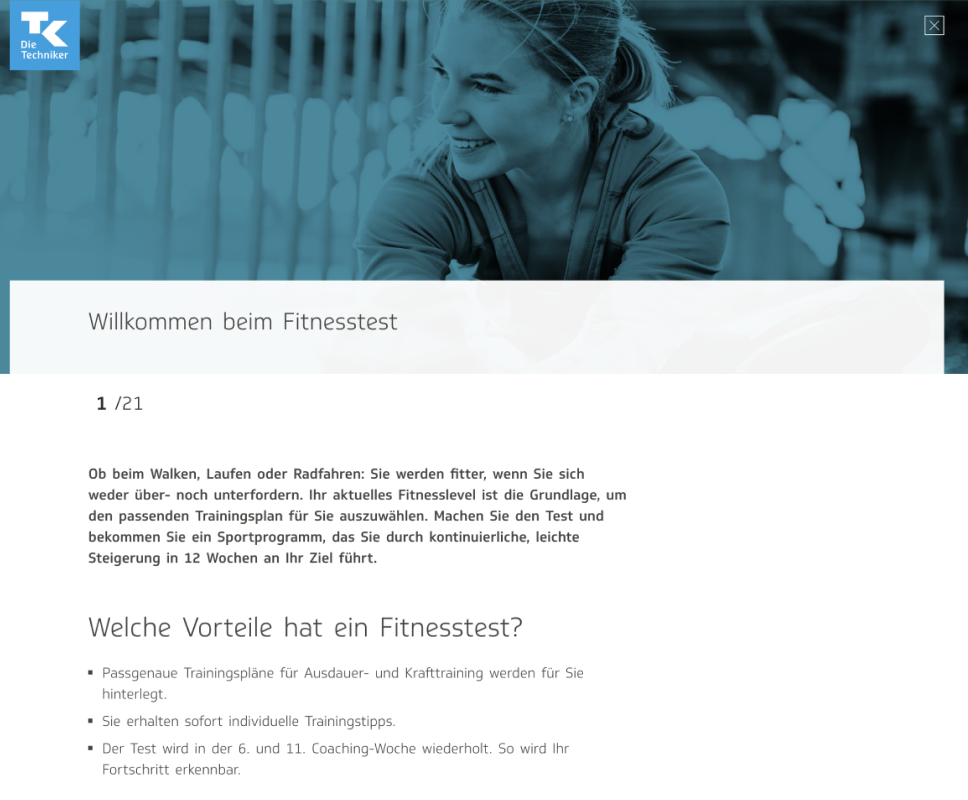 TK
Die
Techniker
Willkommen beim Fitnesstest
1 /21
Ob beim Walken, Laufen oder Radfahren: Sie werden fitter, wenn Sie sich
weder über- noch unterfordern. Ihr aktuelles Fitnesslevel ist die Grundlage, um
den passenden Trainingsplan für Sie auszuwählen. Machen Sie den Test und
bekommen Sie ein Sportprogramm, das Sie durch kontinuierliche, leichte
Steigerung in 12 Wochen an Ihr Ziel führt.
Welche Vorteile hat ein Fitnesstest?
▪ Passgenaue Trainingspläne für Ausdauer- und Krafttraining werden für Sie
hinterlegt.
▪ Sie erhalten sofort individuelle Trainingstipps.
▪ Der Test wird in der 6. und 11. Coaching-Woche wiederholt. So wird Ihr
Fortschritt erkennbar.